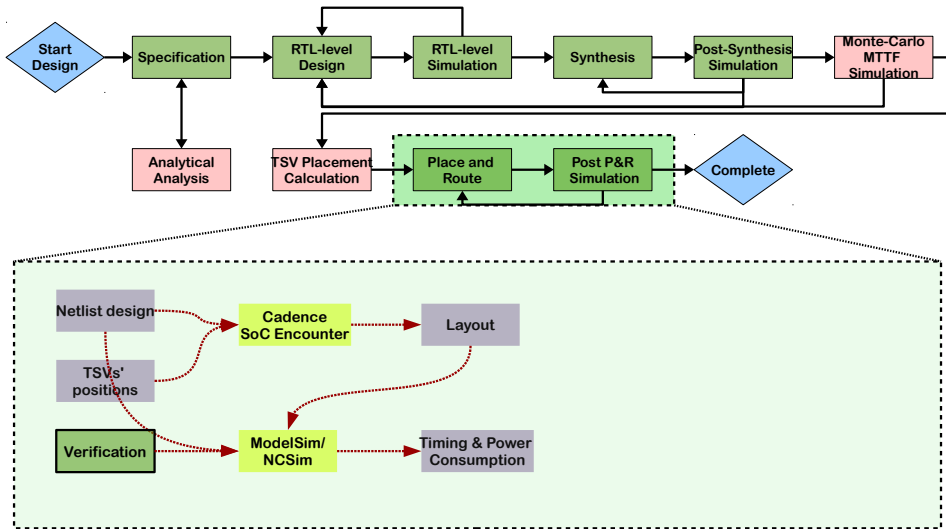 Start
Design
Specification
RTL-level
Design
RTL-level
Simulation
Synthesis
Post-Synthesis
Simulation
Monte-Carlo
MTTF
Simulation
Analytical
Analysis
TSV Placement
Calculation
Place and
Route
Post P&R
Simulation
Complete
Netlist design
Cadence
SoC Encounter
Layout
TSVs'
positions
Verification
ModelSim/
NCSim
Timing & Power
Consumption